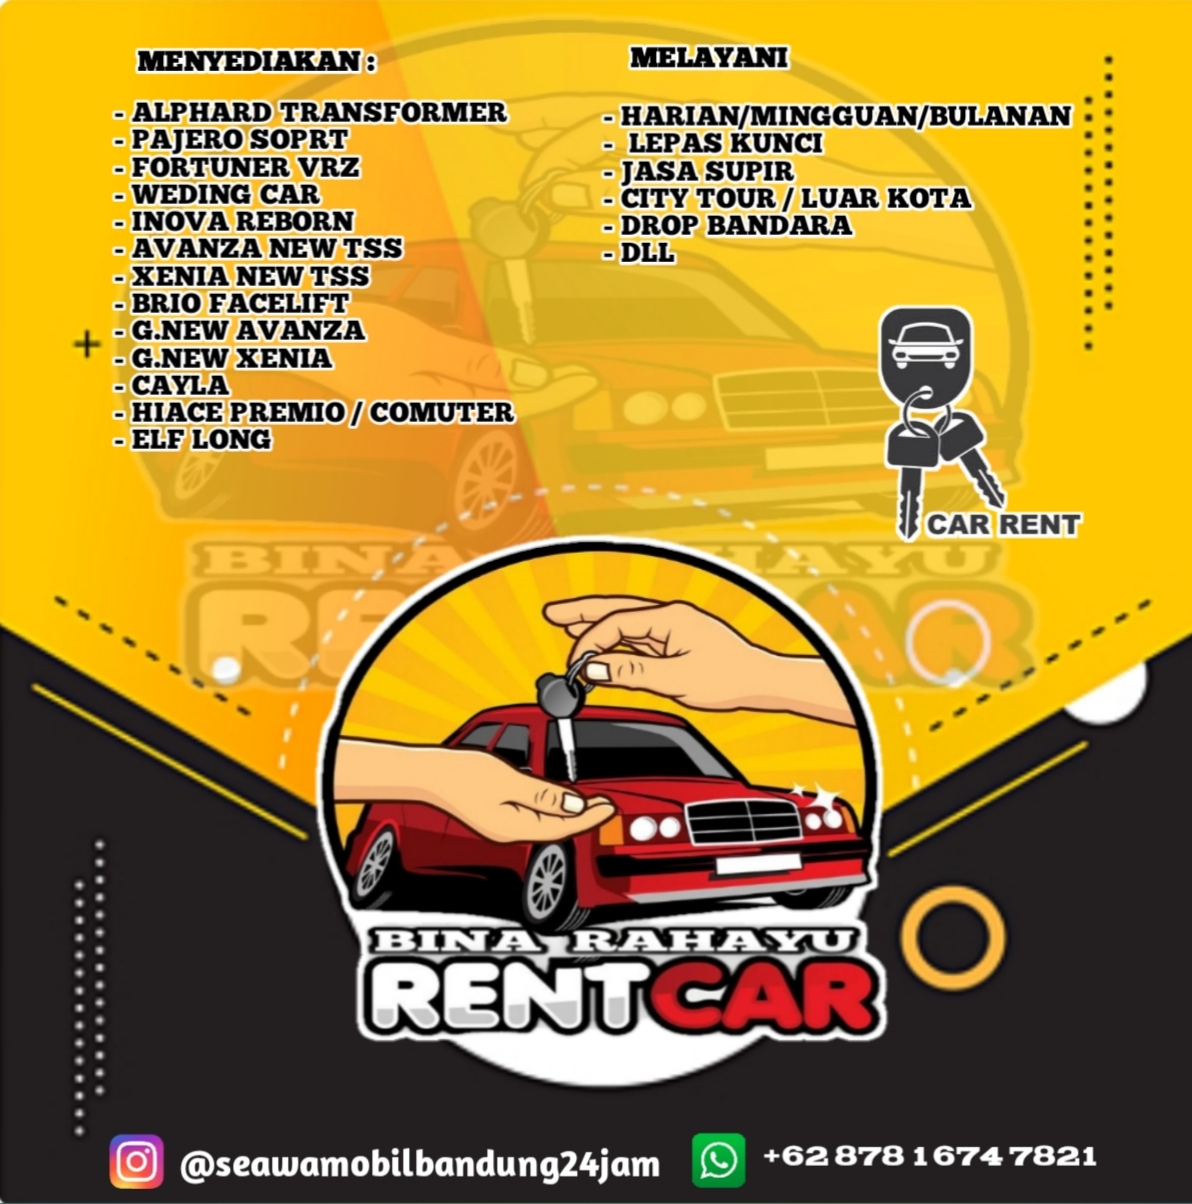 MENYEDIAKAN :
- ALPHARD TRANSFORMER
- PAJERO SOPRT
- FORTUNER VRZ
- WEDING CAR
- INOVA REBORN
- AVANZA NEW TSS
- XENIA NEW TSS
- BRIO FACELIFT
- G.NEW AVANZA
- G.NEW XENIA
- CAYLA
- HIACE PREMIO / COMUTER
- ELF LONG
MELAYANI
- HARIAN/MINGGUAN/BULANAN
- LEPAS KUNCI
- JASA SUPIR
- CITY TOUR / LUAR KOTA
- DROP BANDARA
- DLL
CAR RENT
BINA RAHAYU
RENTCAR
@seawamobilbandung24jam
+62 878 1674 7821